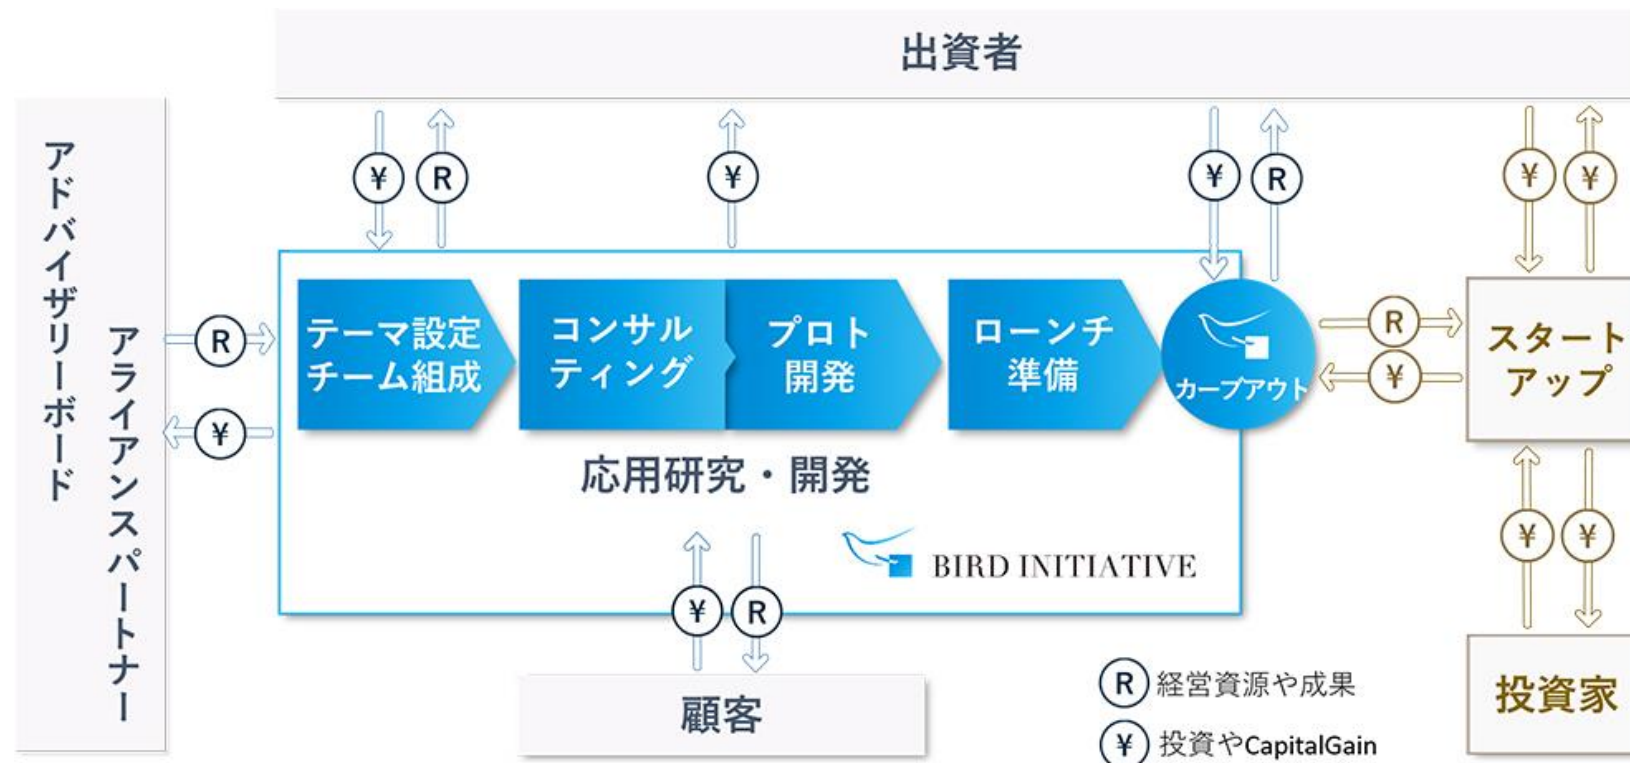 出資者
アドバイザリーボード
アライアンスパートナー
¥
R
¥
¥
R
¥
¥
R
¥
テーマ設定
チーム組成
コンサル
ティング
プロト
開発
ローンチ
準備
カーブアウト
R
¥
スタート
アップ
応用研究・開発
BIRD INITIATIVE
¥
R
¥
¥
顧客
R 経営資源や成果
¥ 投資やCapitalGain
投資家